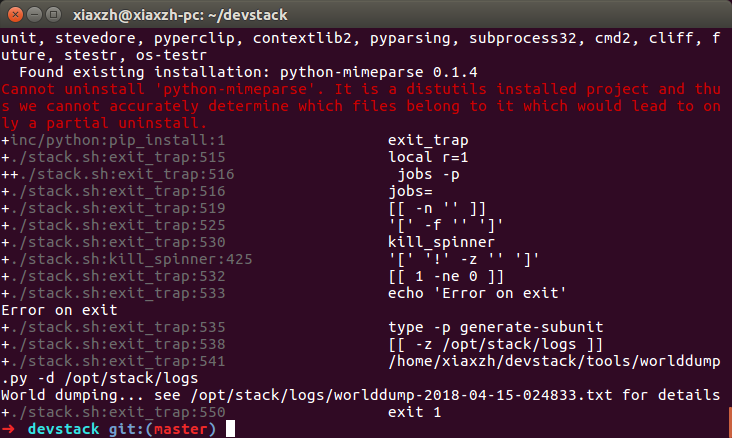 xiaxzh@xiaxzh-pc: ~/devstack
unit, stevedore, pyperclip, contextlib2, pyparsing, subprocess32, cmd2, cliff, f
uture, stestr, os-testr
  Found existing installation: python-mimeparse 0.1.4
Cannot uninstall 'python-mimeparse'. It is a distutils installed project and thu
s we cannot accurately determine which files belong to it which would lead to on
ly a partial uninstall.
+inc/python:pip_install:1                   exit_trap
+./stack.sh:exit_trap:515                   local r=1
++./stack.sh:exit_trap:516                   jobs -p
+./stack.sh:exit_trap:516                   jobs=
+./stack.sh:exit_trap:519                   [[ -n '' ]]
+./stack.sh:exit_trap:525                   '[' -f '' ']'
+./stack.sh:exit_trap:530                   kill_spinner
+./stack.sh:kill_spinner:425                '[' '!' -z '' ']'
+./stack.sh:exit_trap:532                   [[ 1 -ne 0 ]]
+./stack.sh:exit_trap:533                   echo 'Error on exit'
Error on exit
+./stack.sh:exit_trap:535                   type -p generate-subunit
+./stack.sh:exit_trap:538                   [[ -z /opt/stack/logs ]]
+./stack.sh:exit_trap:541                   /home/xiaxzh/devstack/tools/worlddump
.py -d /opt/stack/logs
World dumping... see /opt/stack/logs/worlddump-2018-04-15-024833.txt for details
+./stack.sh:exit_trap:550                   exit 1
➜  devstack git:(master)